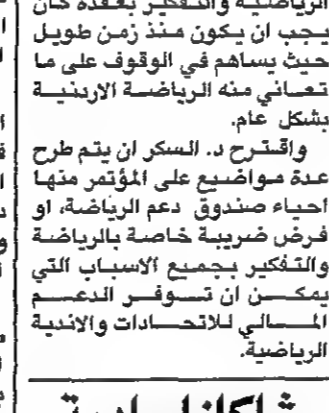 الرياضية والتفكير بعقده كان
يجب ان يكون منذ زمن طويل
حيث يساهم في الوقوف على ما
تعاني منه الرياضة الاردنية
بشكل عام.
واقترح د. السكر ان يتم طرح
عدة مواضيع على المؤتمر منها
احياء صندوق دعم الرياضة، او
فرض ضريبة خاصة بالرياضة
والتفكير بجميع الاسباب التي
يمكن ان توفر الدعم
المالي للاتحادات والاندية
الرياضية.